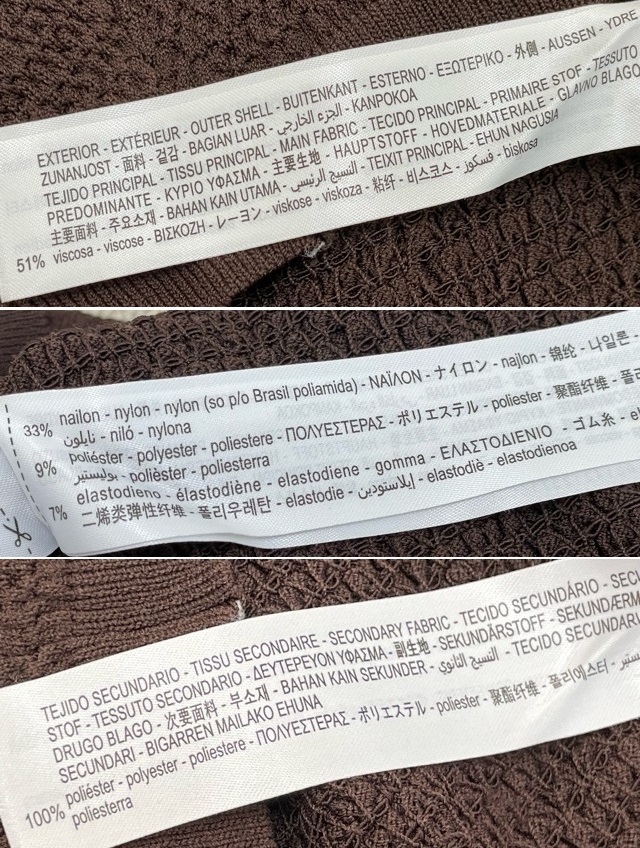 EXTERIOR - EXTÉRIEUR - OUTER SHELL - BUITENKANT - ESTERNO - ΕΞΩΤΕΡΙΚΟ - 外側 - AUSSEN - YDRE
ZUNANJOST - 面料 - 겉감 - BAGIAN LUAR - الجزء الخارجي - KANPOKOA
TEJIDO PRINCIPAL - TISSU PRINCIPAL - MAIN FABRIC - TECIDO PRINCIPAL - PRIMAIRE STOF - TESSUTO
PREDOMINANTE - ΚΥΡΙΟ ΥΦΑΣΜΑ - 主要生地 - HAUPTSTOFF - HOVEDMATERIALE - GLAVNO BLAGO
主要面料 - 주요소재 - BAHAN KAIN UTAMA - النسيج الرئيس - TEIXIT PRINCIPAL - EHUN NAGUSIA
51% viscosa - viscose - ΒΙΣΚΟΖΗ - レーヨン - viskose - viskoza - 粘纤 - 비스코스 - فسكوز - biskosa
33% nailon - nylon - nylon (so p/o Brasil poliamida) - ΝΑΪΛΟΝ - ナイロン - najlon - 锦纶 - 나일론 -
نايلون - niló - nylona
9% poliéster - polyester - poliestere - ΠΟΛΥΕΣΤΕΡΑΣ - ポリエステル - poliester - 聚酯纤维 - 폴리
بوليستير - polièster - poliesterra
7% elastodieno - élastodiène - elastodiene - gomma - ΕΛΑΣΤΟΔΙΕΝΙΟ - ゴム糸 -
二烯类弹性纤维 - 폴리우레탄 - elastodie - إيلاستودين - elastodiè - elastodienoa
TEJIDO SECUNDARIO - TISSU SECONDAIRE - SECONDARY FABRIC - TECIDO SECUNDÁRIO - SECU
STOF - TESSUTO SECONDARIO - ΔΕΥΤΕΡΕΥΟΝ ΥΦΑΣΜΑ - 副生地 - SEKUNDÄRSTOFF - SEKUNDÆRM
DRUGO BLAGO - 次要面料 - 부소재 - BAHAN KAIN SEKUNDER - النسيج الثانوي - TECIDO SECUNDARI
SECUNDARI - BIGARREN MAILAKO EHUNA
100% poliéster - polyester - poliestere - ΠΟΛΥΕΣΤΕΡΑΣ - ポリエステル - poliester - 聚酯纤维 - 폴리에스터 -
poliesterra